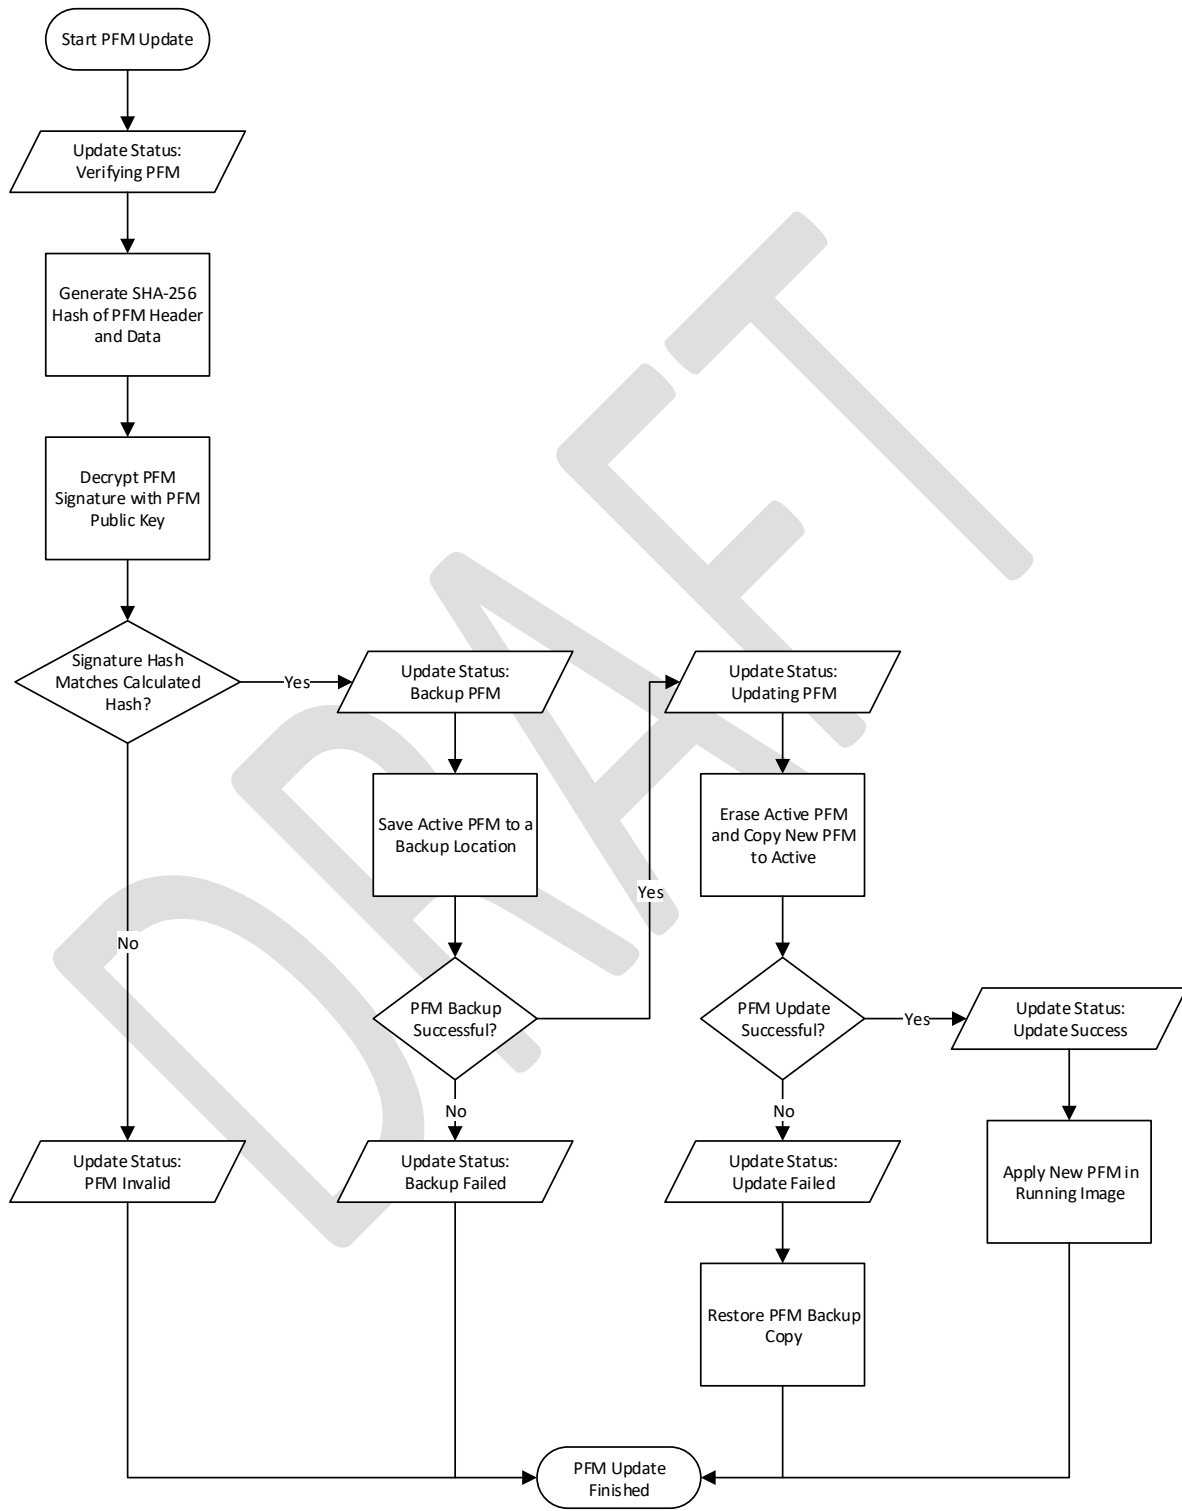 Start PFM Update
Update Status:
Verifying PFM
Generate SHA-256
Hash of PFM Header
and Data
Decrypt PFM
Signature with PFM
Public Key
Signature Hash
Matches Calculated
Hash?
Yes
Update Status:
Backup PFM
Update Status:
Updating PFM
Save Active PFM to a
Backup Location
Erase Active PFM
and Copy New PFM
to Active
Yes
No
PFM Backup
Successful?
PFM Update
Successful?
Yes
Update Status:
Update Success
No
No
Update Status:
PFM Invalid
Update Status:
Backup Failed
Update Status:
Update Failed
Apply New PFM in
Running Image
Restore PFM Backup
Copy
PFM Update
Finished
DRAFT